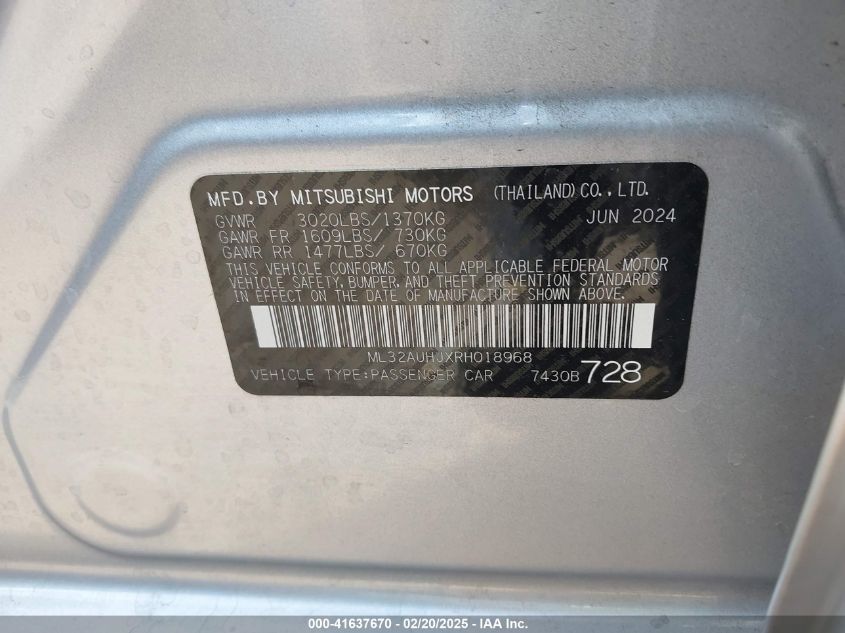 MFD.BY MITSUBISHI MOTORS (THAILAND)CO.,LTD.
GVWR 3020LBS/1370KG JUN 2024
GAWR FR 1609LBS/ 730KG
GAWR RR 1477LBS/ 670KG
THIS VEHICLE CONFORMS TO ALL APPLICABLE FEDERAL MOTOR
VEHICLE SAFETY, BUMPER, AND THEFT PREVENTION STANDARDS
IN EFFECT ON THE DATE OF MANUFACTURE SHOWN ABOVE.
ML32AUHJXRH018968
VEHICLE TYPE:PASSENGER CAR 7430B 728
000-41637670 - 02/20/2025 - © IAA Inc.